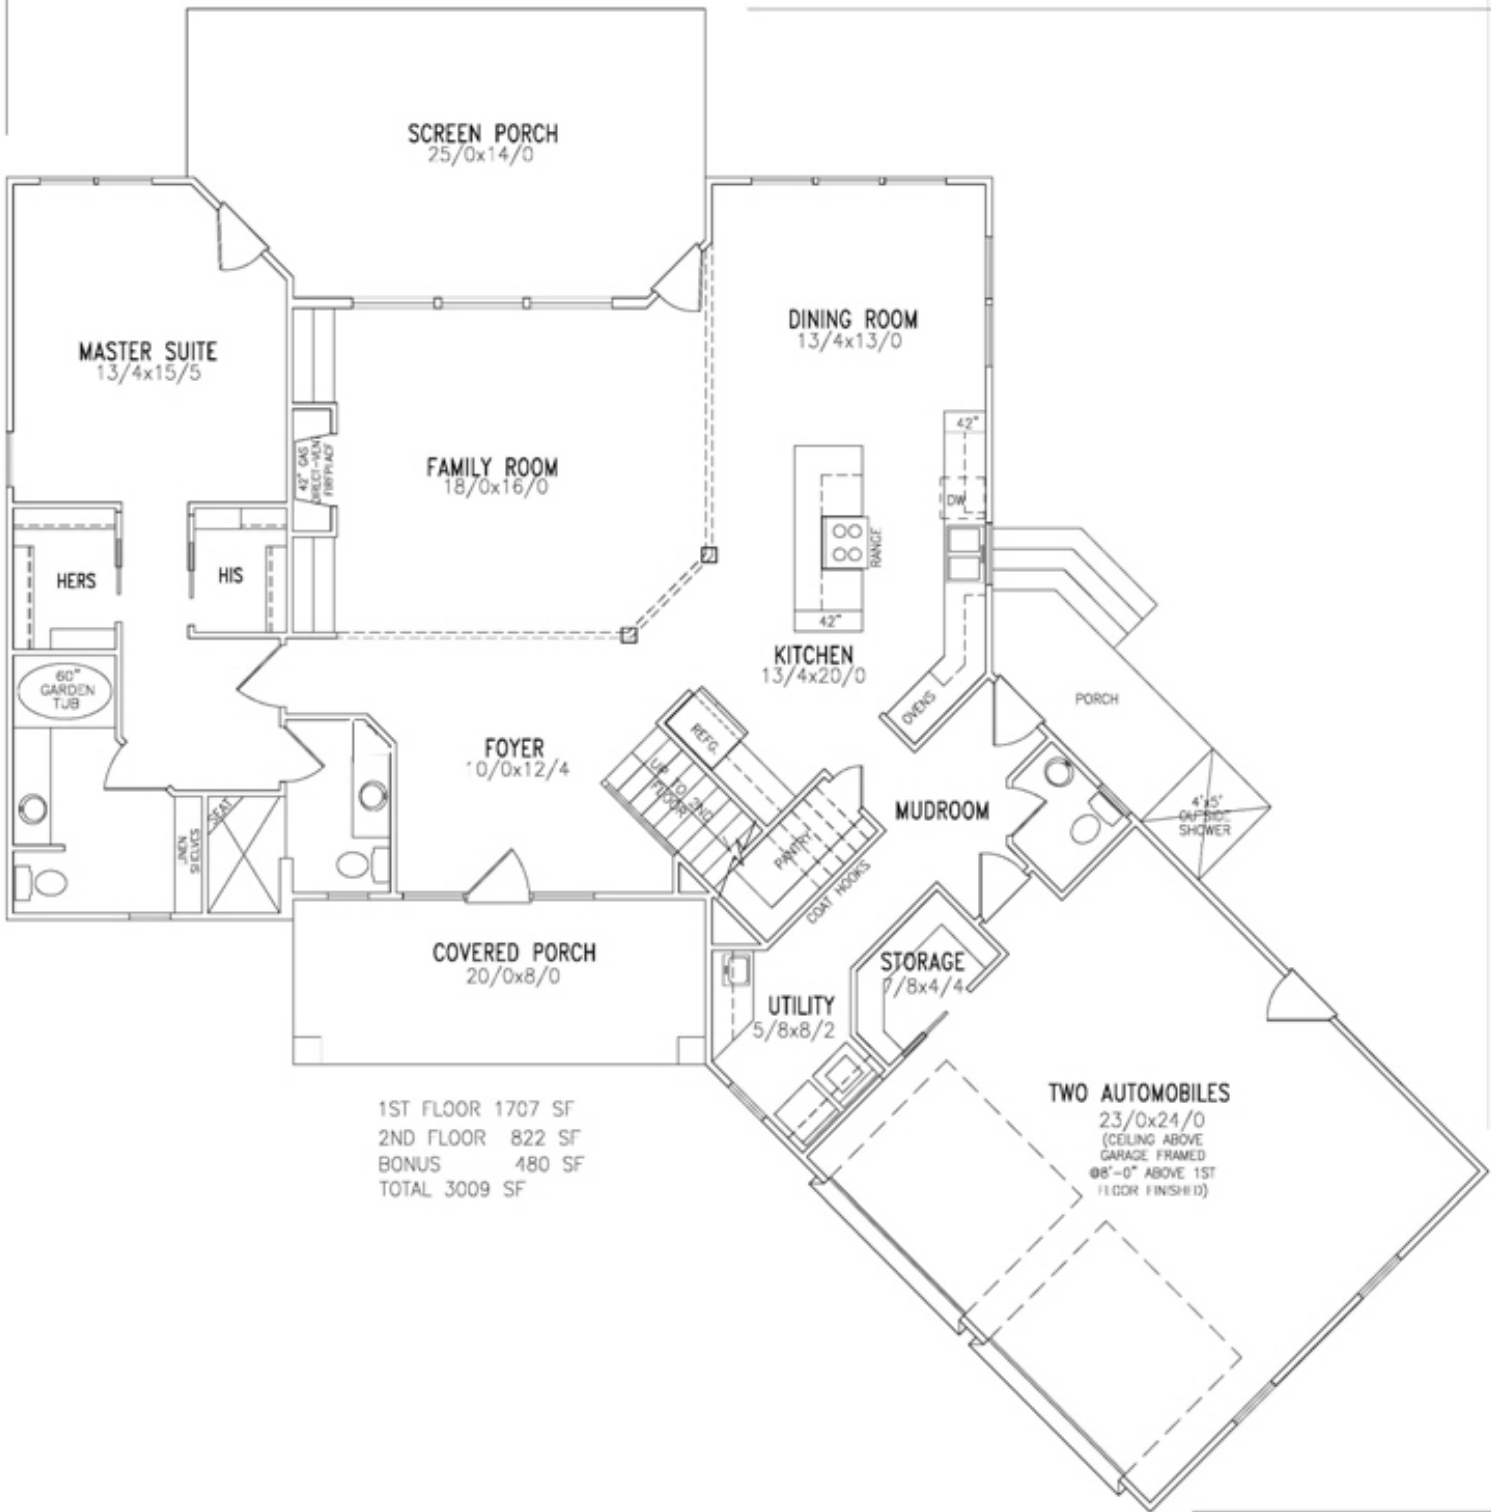 SCREEN PORCH
25/0x14/0
MASTER SUITE
13/4x15/5
DINING ROOM
13/4x13/0
FAMILY ROOM
18/0x16/0
42" GAS
DIRECT-VENT
FIREPLACE
42"
DW
RANGE
42"
HERS
HIS
KITCHEN
13/4x20/0
60"
GARDEN
TUB
OVENS
PORCH
REFG.
FOYER
10/0x12/4
UP TO 2ND
FLOOR
MUDROOM
4'x5'
OUTSIDE
SHOWER
SEAT
LINEN
SHELVES
PANTRY
COAT HOOKS
COVERED PORCH
20/0x8/0
STORAGE
7/8x4/4
UTILITY
5/8x8/2
TWO AUTOMOBILES
23/0x24/0
(CEILING ABOVE
GARAGE FRAMED
@8'-0" ABOVE 1ST
FLOOR FINISHED)
1ST FLOOR 1707 SF
2ND FLOOR 822 SF
BONUS 480 SF
TOTAL 3009 SF